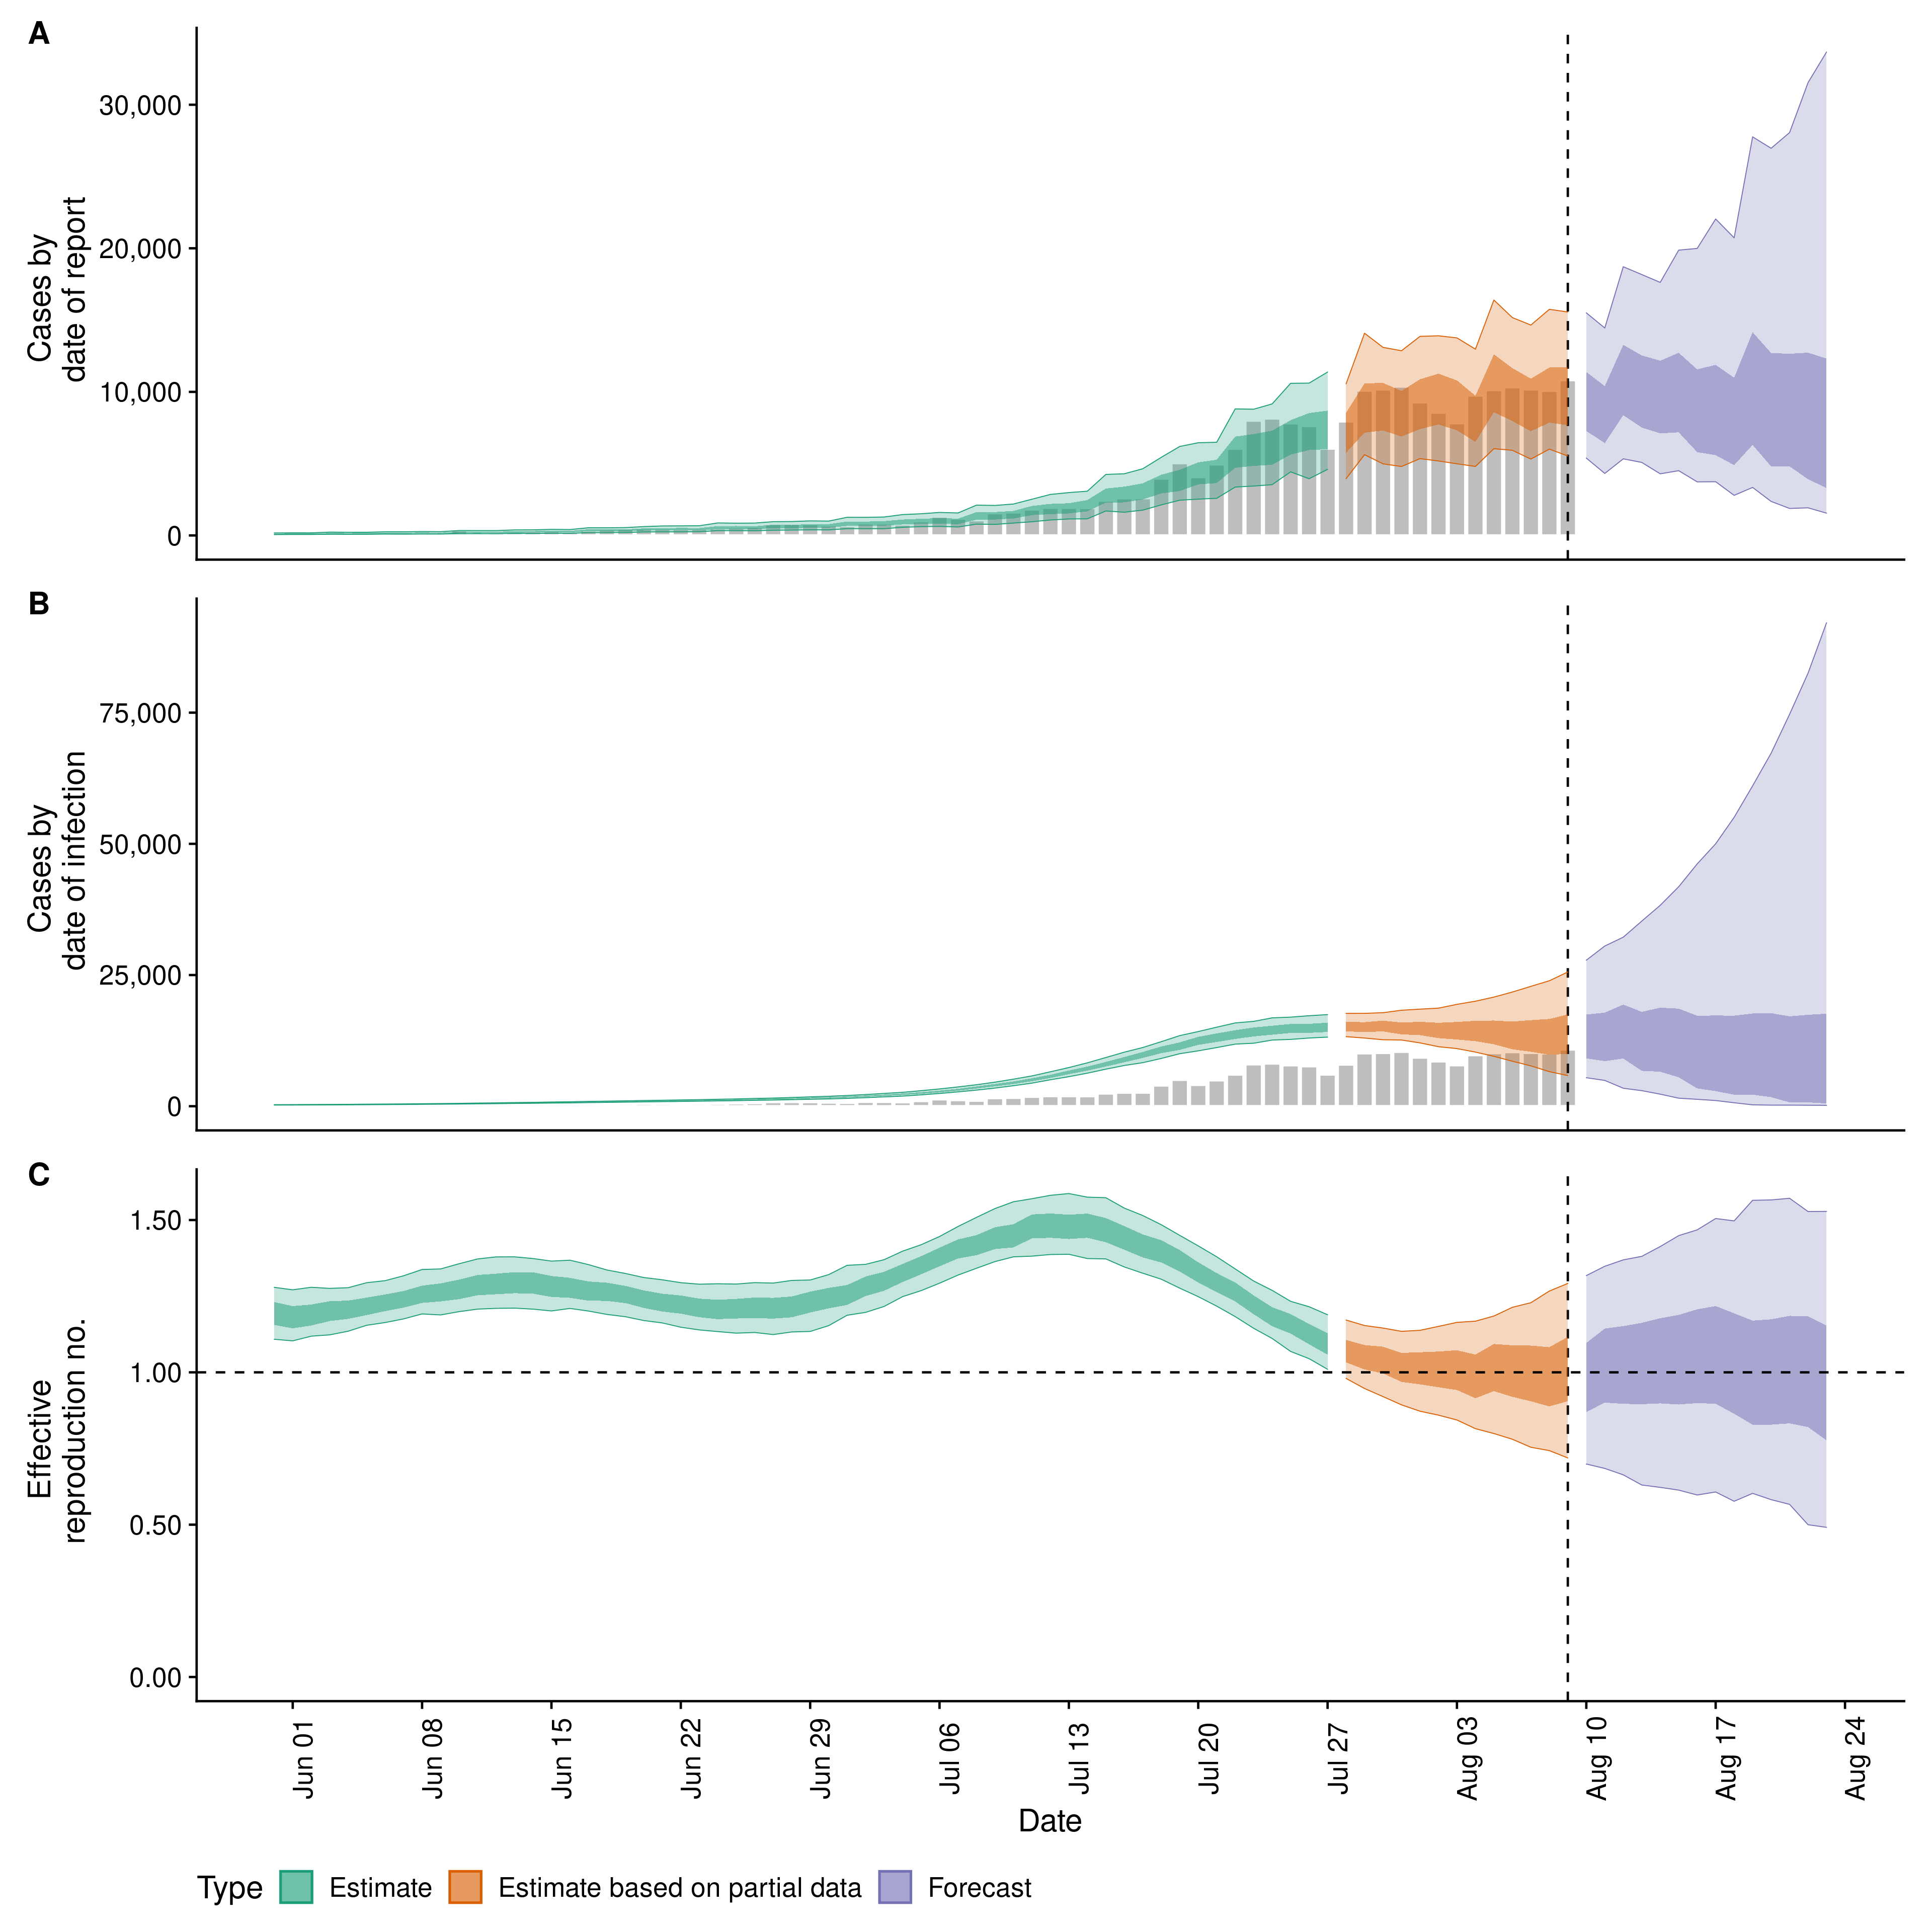 A
30,000
20,000
10,000
0
Cases by
date of report
B
75,000
50,000
25,000
0
Cases by
date of infection
C
1.50
1.00
0.50
0.00
Effective
reproduction no.
Jun 01
Jun 08
Jun 15
Jun 22
Jun 29
Jul 06
Jul 13
Jul 20
Jul 27
Aug 03
Aug 10
Aug 17
Aug 24
Date
Type Estimate Estimate based on partial data Forecast